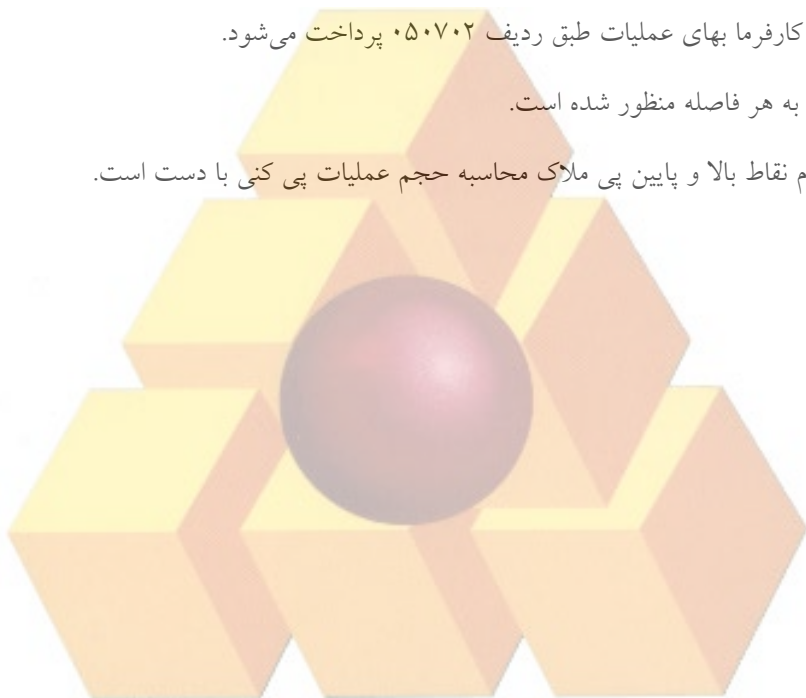 کارفرما بهای عملیات طبق ردیف ۰۵۰۷۰۲ پرداخت می‌شود.
به هر فاصله منظور شده است.
م نقاط بالا و پایین پی ملاک محاسبه حجم عملیات پی کنی با دست است.